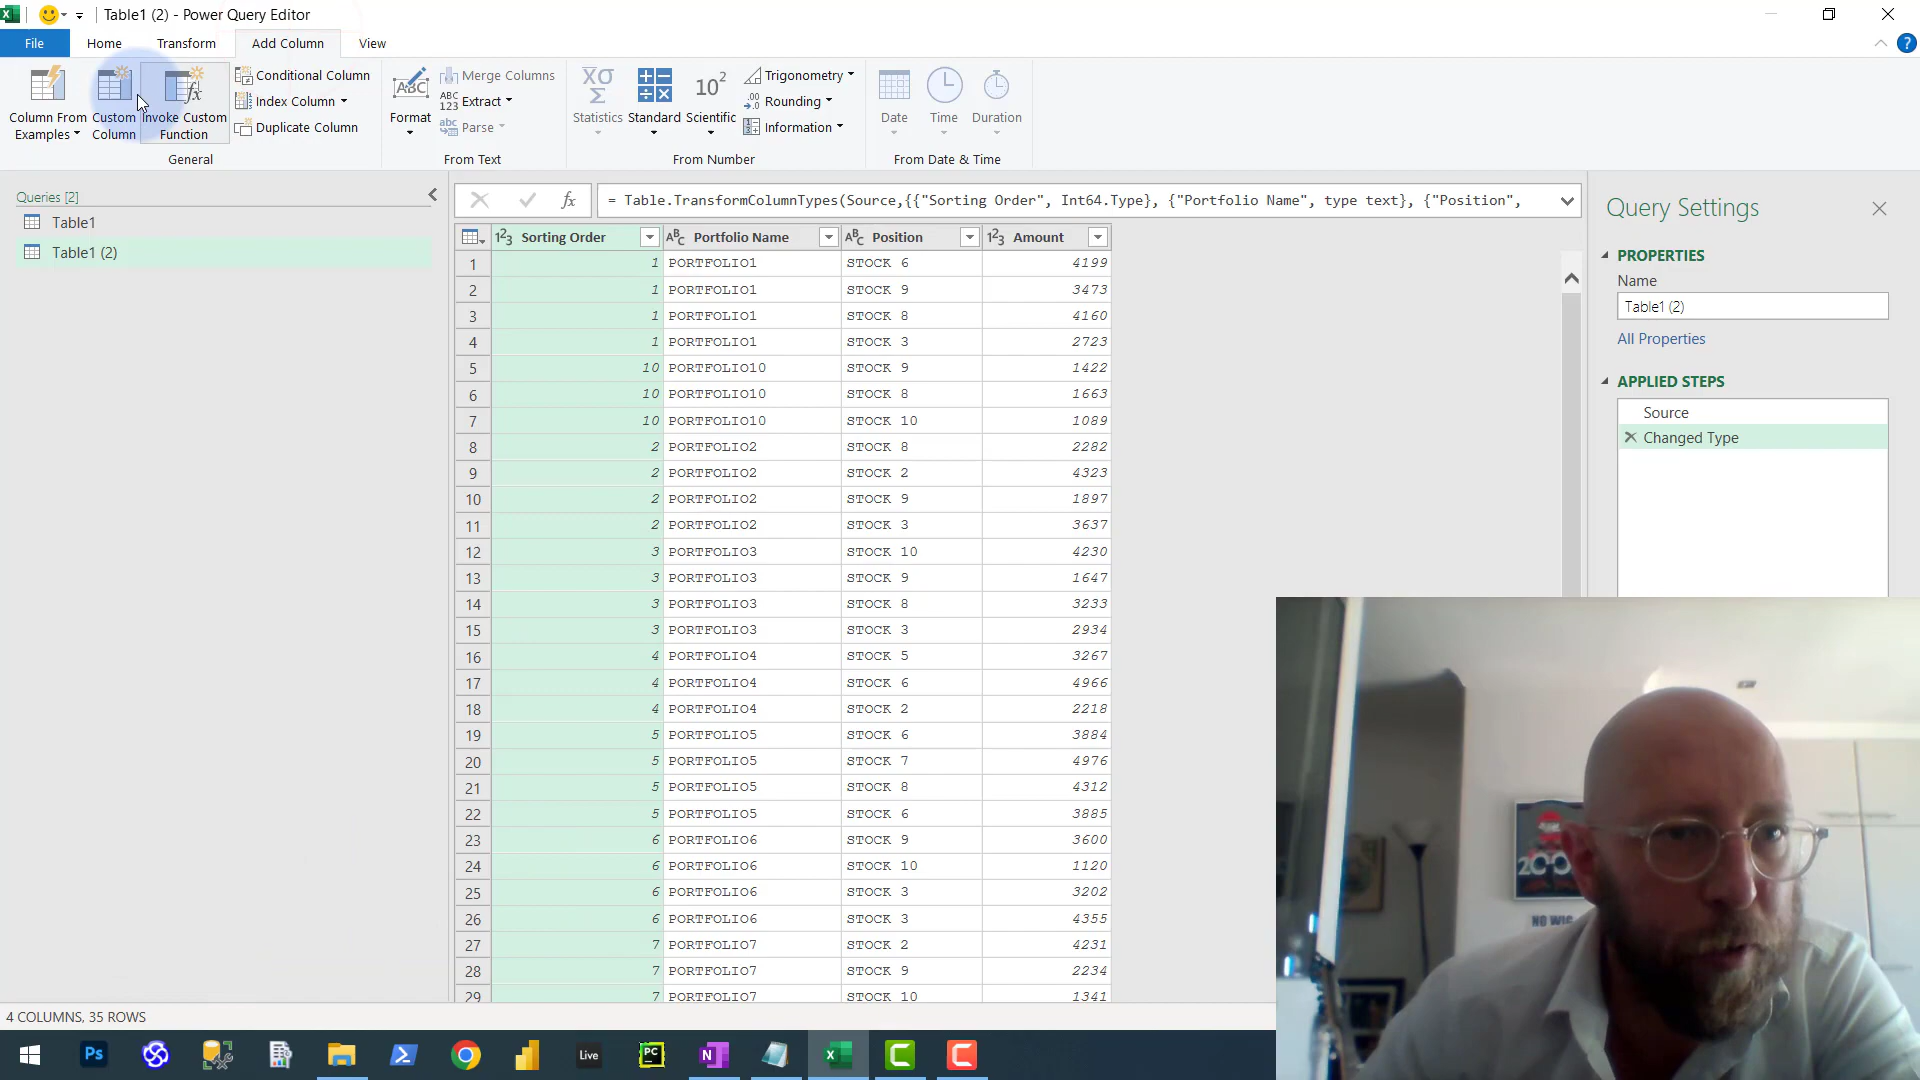 Table1 (2) - Power Query Editor
File Home Transform Add Column View
Column From Examples
Custom Column
Invoke Custom Function
Conditional Column
Index Column
Duplicate Column
General
Format
Merge Columns
ABC 123 Extract
Parse
From Text
Statistics
Standard
10² Scientific
Trigonometry
Rounding
Information
From Number
Date
Time
Duration
From Date & Time
Queries [2]
Table1
Table1 (2)
fx = Table.TransformColumnTypes(Source,{{"Sorting Order", Int64.Type}, {"Portfolio Name", type text}, {"Position",
Sorting Order Portfolio Name Position Amount
1 1 PORTFOLIO1 STOCK 6 4199
2 1 PORTFOLIO1 STOCK 9 3473
3 1 PORTFOLIO1 STOCK 8 4160
4 1 PORTFOLIO1 STOCK 3 2723
5 10 PORTFOLIO10 STOCK 9 1422
6 10 PORTFOLIO10 STOCK 8 1663
7 10 PORTFOLIO10 STOCK 10 1089
8 2 PORTFOLIO2 STOCK 8 2282
9 2 PORTFOLIO2 STOCK 2 4323
10 2 PORTFOLIO2 STOCK 9 1897
11 2 PORTFOLIO2 STOCK 3 3637
12 3 PORTFOLIO3 STOCK 10 4230
13 3 PORTFOLIO3 STOCK 9 1647
14 3 PORTFOLIO3 STOCK 8 3233
15 3 PORTFOLIO3 STOCK 3 2934
16 4 PORTFOLIO4 STOCK 5 3267
17 4 PORTFOLIO4 STOCK 6 4966
18 4 PORTFOLIO4 STOCK 2 2218
19 5 PORTFOLIO5 STOCK 6 3884
20 5 PORTFOLIO5 STOCK 7 4976
21 5 PORTFOLIO5 STOCK 8 4312
22 5 PORTFOLIO5 STOCK 6 3885
23 6 PORTFOLIO6 STOCK 9 3600
24 6 PORTFOLIO6 STOCK 10 1120
25 6 PORTFOLIO6 STOCK 3 3202
26 6 PORTFOLIO6 STOCK 3 4355
27 7 PORTFOLIO7 STOCK 2 4231
28 7 PORTFOLIO7 STOCK 9 2234
29 7 PORTFOLIO7 STOCK 10 1341
Query Settings
PROPERTIES
Name
Table1 (2)
All Properties
APPLIED STEPS
Source
Changed Type
4 COLUMNS, 35 ROWS
NO WIC
Ps Live PC N